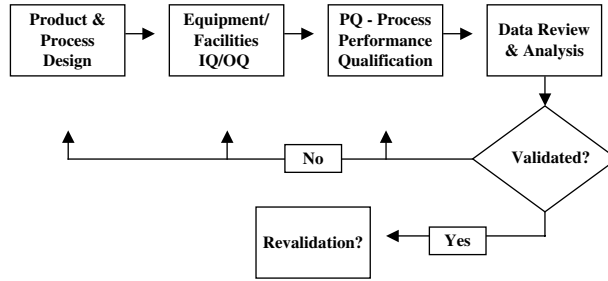 Product &
Process
Design
Equipment/
Facilities
IQ/OQ
PQ - Process
Performance
Qualification
Data Review
& Analysis
No
Validated?
Revalidation?
Yes